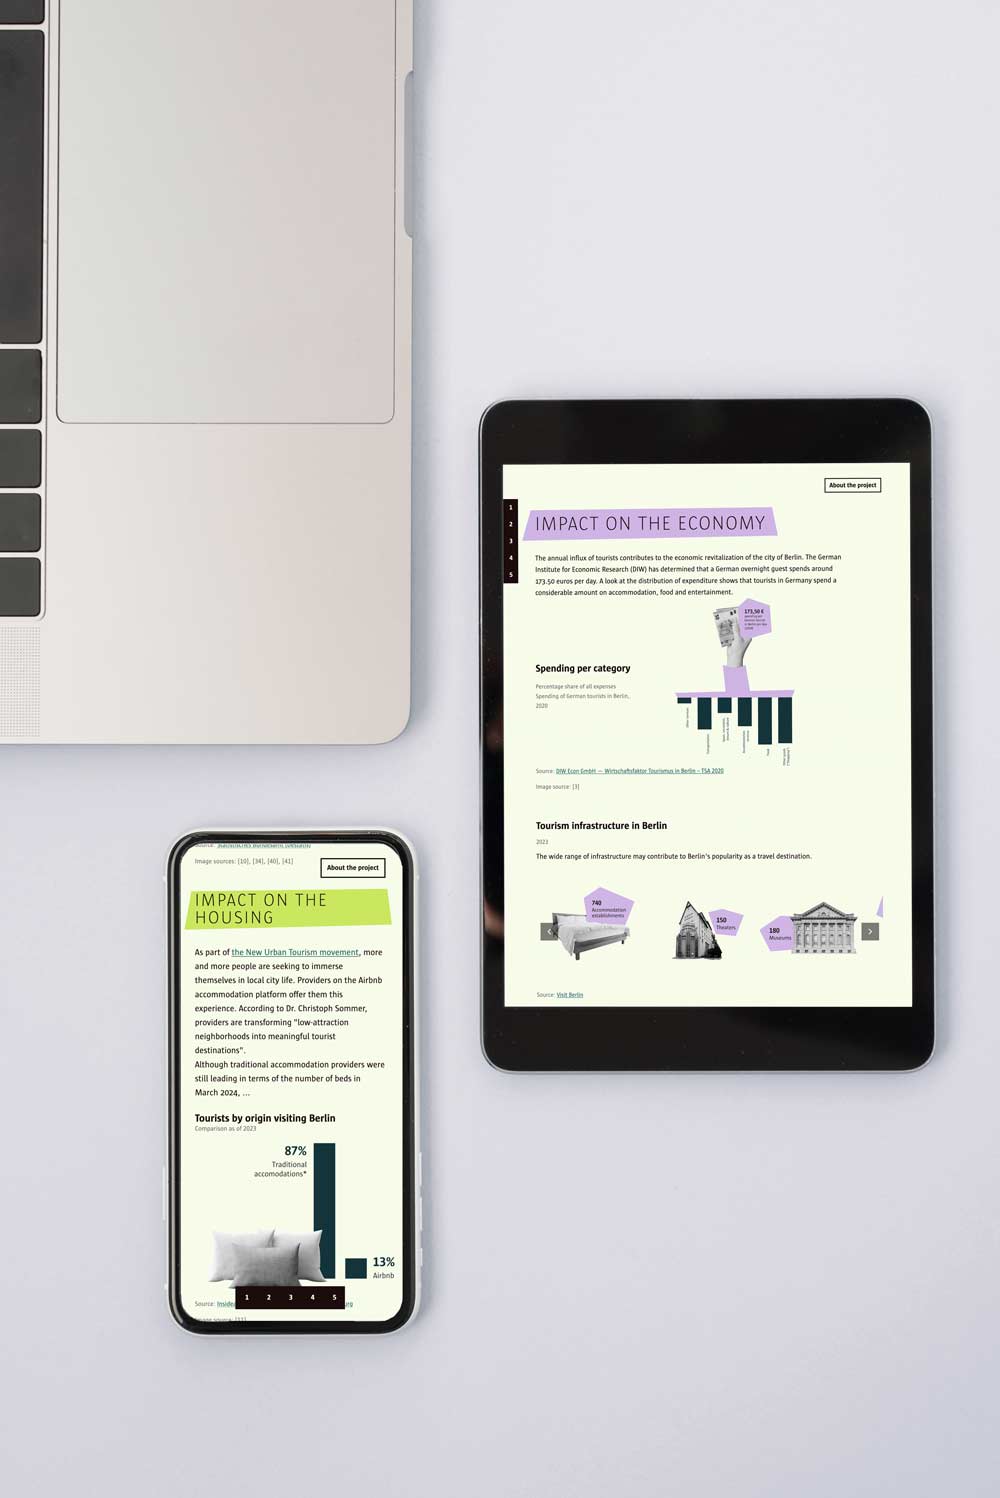 About the project
1
2
3
4
5
IMPACT ON THE ECONOMY
The annual influx of tourists contributes to the economic revitalization of the city of Berlin. The German
Institute for Economic Research (DIW) has determined that a German overnight guest spends around
173.50 euros per day. A look at the distribution of expenditure shows that tourists in Germany spend a
considerable amount on accommodation, food and entertainment.
173,50 €
Spending per category
Percentage share of all expenses
Spending of German tourists in Berlin,
2020
Transportation
Food
Source: DIW Econ GmbH — Wirtschaftsfaktor Tourismus in Berlin – TSA 2020
Image source: [3]
Tourism infrastructure in Berlin
2023
The wide range of infrastructure may contribute to Berlin's popularity as a travel destination.
740
Accommodation
establishments
150
Theaters
180
Museums
Source: Visit Berlin
Source: Statistisches Bundesamt (Destatis)
Image sources: [10], [34], [40], [41]
About the project
IMPACT ON THE
HOUSING
As part of the New Urban Tourism movement, more
and more people are seeking to immerse
themselves in local city life. Providers on the Airbnb
accommodation platform offer them this
experience. According to Dr. Christoph Sommer,
providers are transforming "low-attraction
neighborhoods into meaningful tourist
destinations".
Although traditional accommodation providers were
still leading in terms of the number of beds in
March 2024, ...
Tourists by origin visiting Berlin
Comparison as of 2023
87%
Traditional
accomodations*
13%
Airbnb
1 2 3 4 5
Source: Inside
urg
Image source: [11]